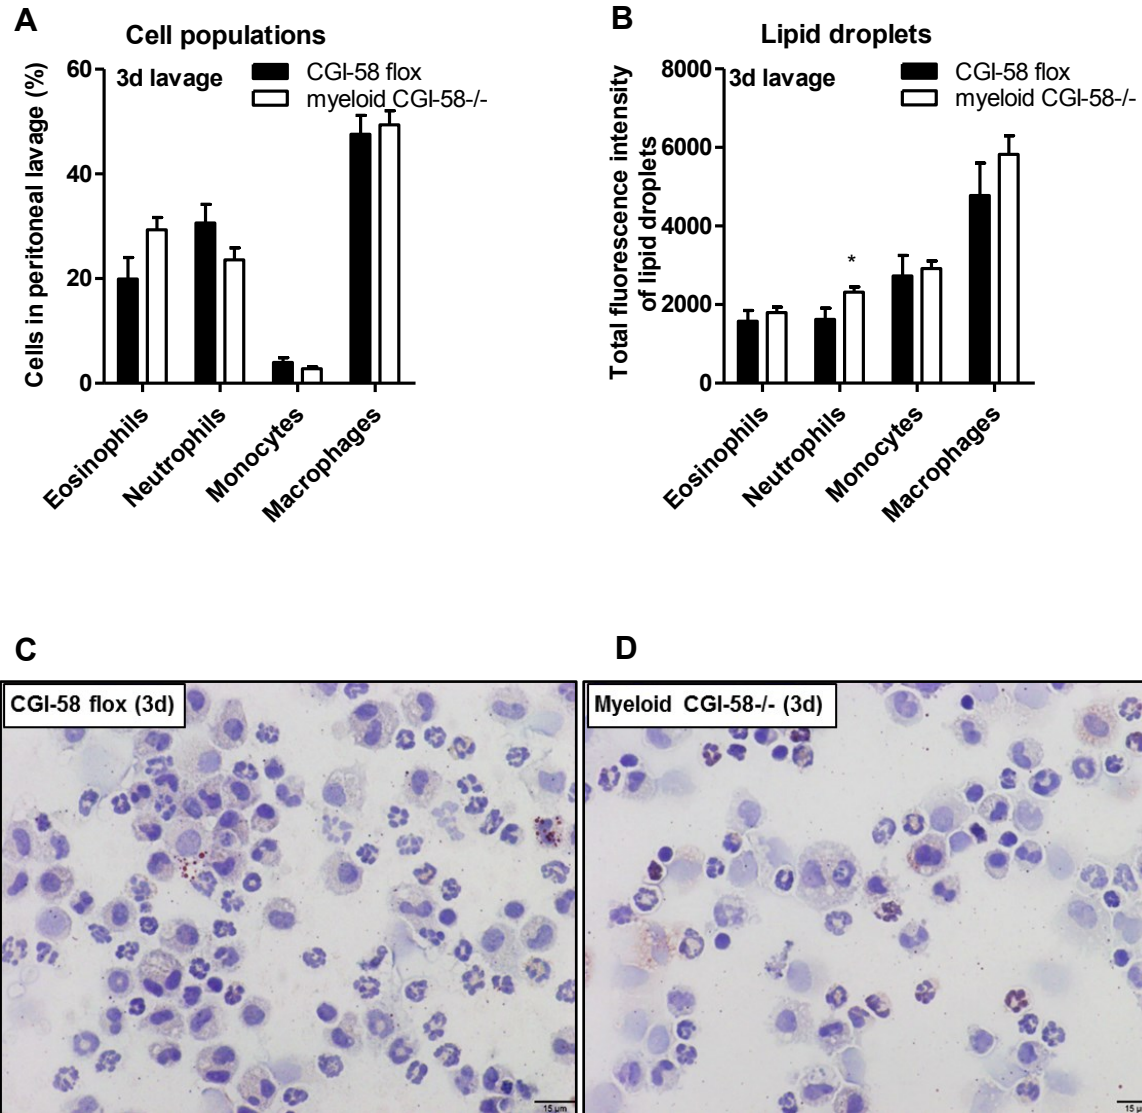 A
Cell populations
Cells in peritoneal lavage (%)
60
40
20
0
3d lavage
CGI-58 flox
myeloid CGI-58-/-
Eosinophils
Neutrophils
Monocytes
Macrophages
B
Lipid droplets
Total fluorescence intensity
of lipid droplets
8000
6000
4000
2000
0
3d lavage
CGI-58 flox
myeloid CGI-58-/-
*
Eosinophils
Neutrophils
Monocytes
Macrophages
C
CGI-58 flox (3d)
15 µm
D
Myeloid CGI-58-/- (3d)
15 µ